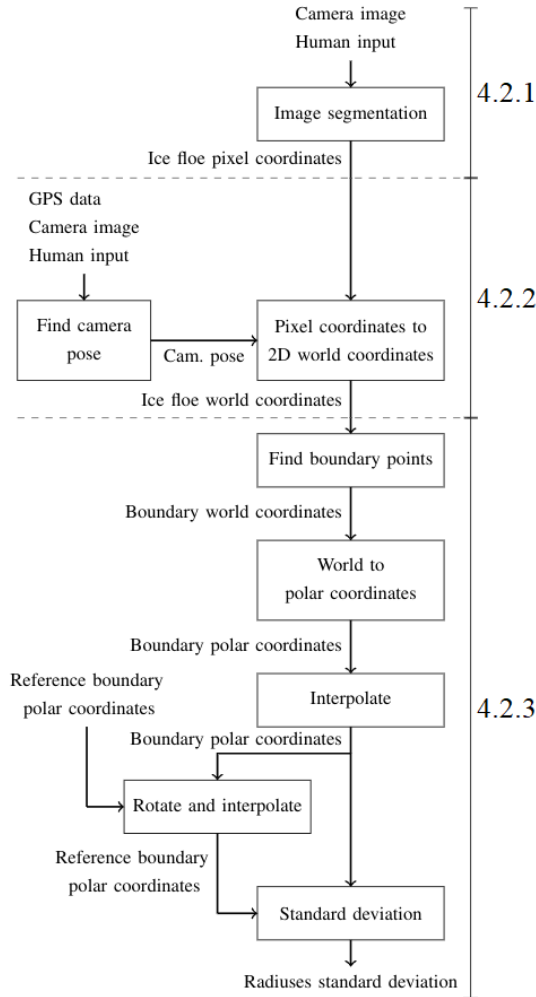 Camera image
Human input
4.2.1
Image segmentation
Ice floe pixel coordinates
GPS data
Camera image
Human input
4.2.2
Find camera
pose
Cam. pose
Pixel coordinates to
2D world coordinates
Ice floe world coordinates
Find boundary points
Boundary world coordinates
World to
polar coordinates
Boundary polar coordinates
Reference boundary
polar coordinates
Interpolate
4.2.3
Boundary polar coordinates
Rotate and interpolate
Reference boundary
polar coordinates
Standard deviation
Radiuses standard deviation